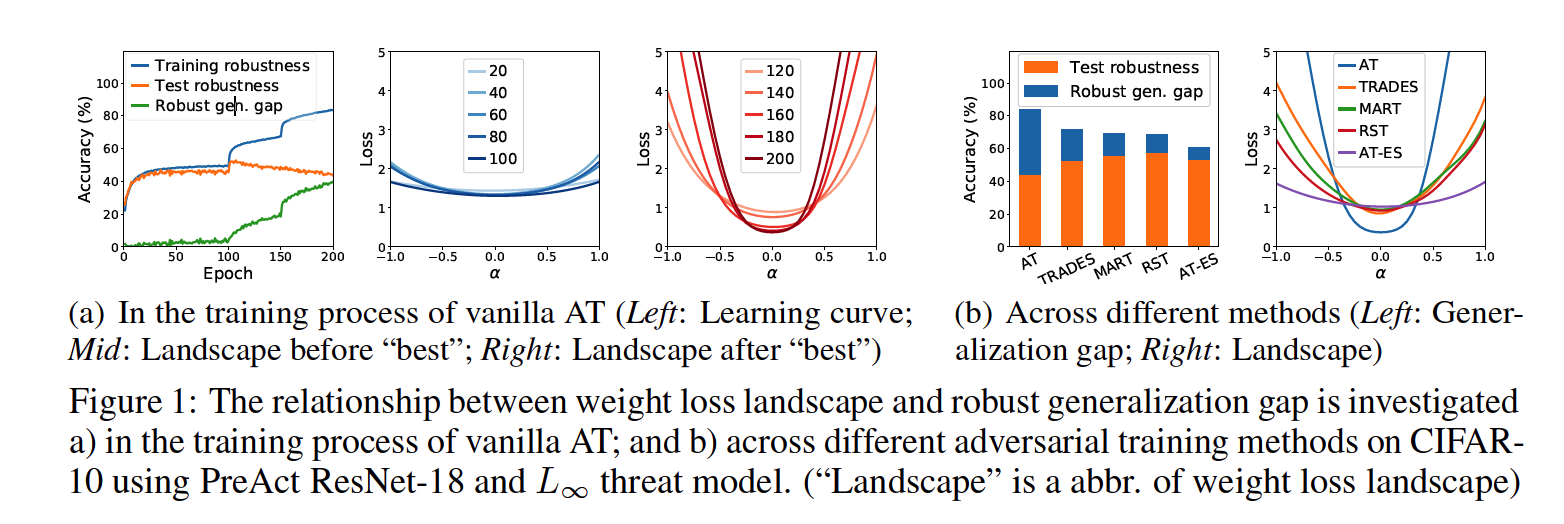 Accuracy (%)
100
80
60
40
20
0
Training robustness
Test robustness
Robust gen. gap
0 50 100 150 200
Epoch
Loss
5
4
3
2
1
0
20
40
60
80
100
−1.0 −0.5 0.0 0.5 1.0
α
Loss
5
4
3
2
1
0
120
140
160
180
200
−1.0 −0.5 0.0 0.5 1.0
α
Accuracy (%)
100
80
60
40
20
0
Test robustness
Robust gen. gap
AT TRADES MART RST AT-ES
Loss
5
4
3
2
1
0
AT
TRADES
MART
RST
AT-ES
−1.0 −0.5 0.0 0.5 1.0
α
(a) In the training process of vanilla AT (Left: Learning curve;
Mid: Landscape before “best”; Right: Landscape after “best”)
(b) Across different methods (Left: Gener-
alization gap; Right: Landscape)
Figure 1: The relationship between weight loss landscape and robust generalization gap is investigated
a) in the training process of vanilla AT; and b) across different adversarial training methods on CIFAR-
10 using PreAct ResNet-18 and L∞ threat model. (“Landscape” is a abbr. of weight loss landscape)